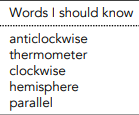 Words I should know
anticlockwise
thermometer
clockwise
hemisphere
parallel